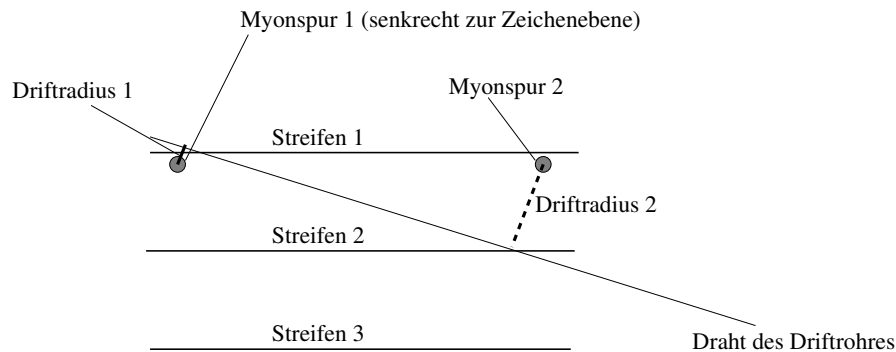 Myonspur 1 (senkrecht zur Zeichenebene)
Driftradius 1
Myonspur 2
Streifen 1
Driftradius 2
Streifen 2
Streifen 3
Draht des Driftrohres